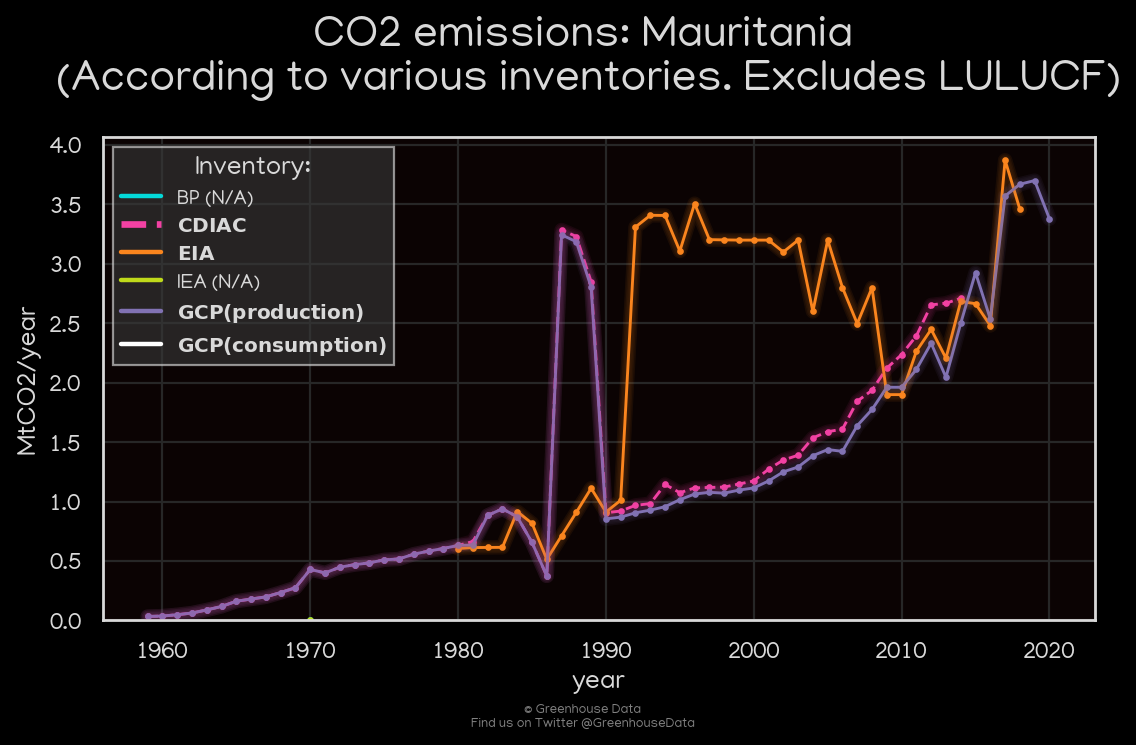 CO2 emissions: Mauritania
(According to various inventories. Excludes LULUCF)
Inventory:
BP (N/A)
CDIAC
EIA
IEA (N/A)
GCP(production)
GCP(consumption)
MtCO2/year
4.0
3.5
3.0
2.5
2.0
1.5
1.0
0.5
0.0
1960 1970 1980 1990 2000 2010 2020
year
© Greenhouse Data
Find us on Twitter @GreenhouseData